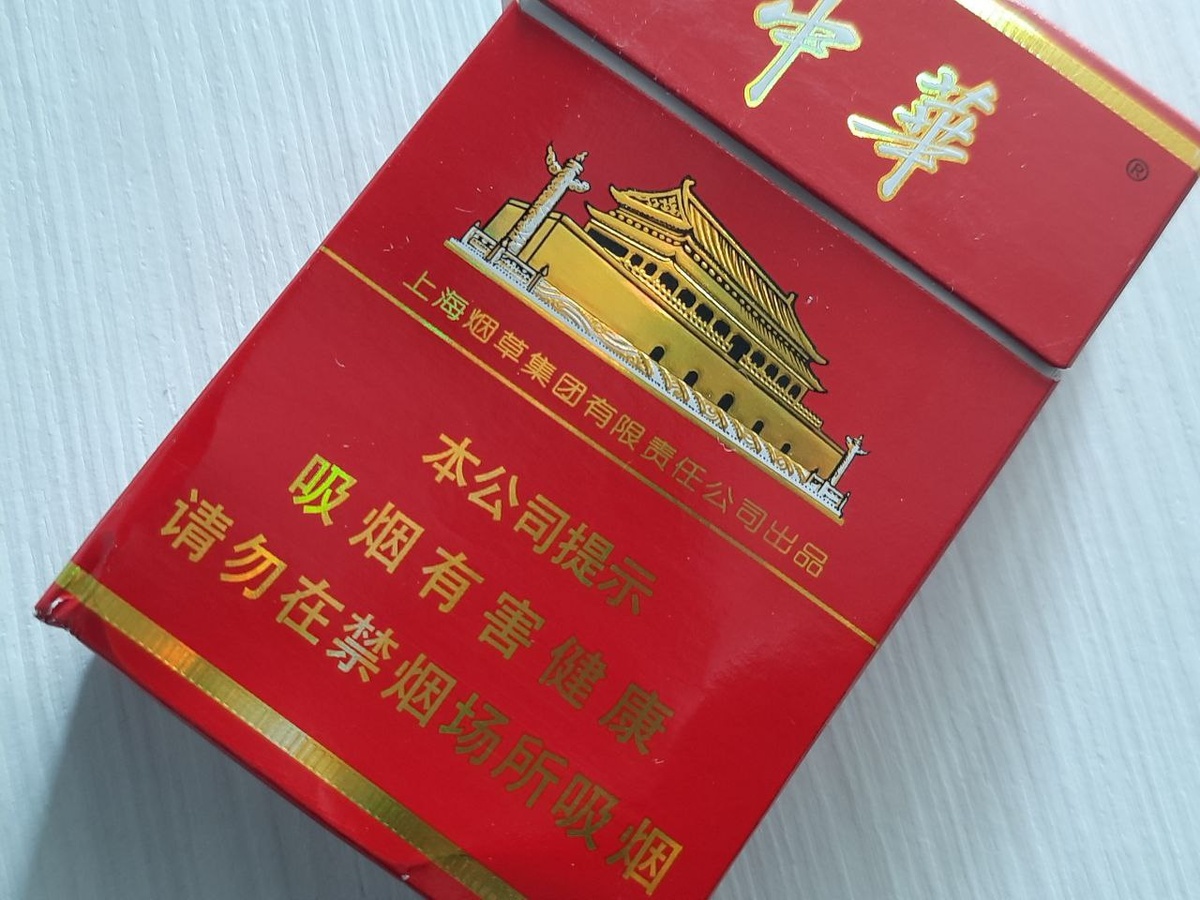 中華
®
上海烟草集团有限责任公司出品
本公司提示
吸烟有害健康
请勿在禁烟场所吸烟